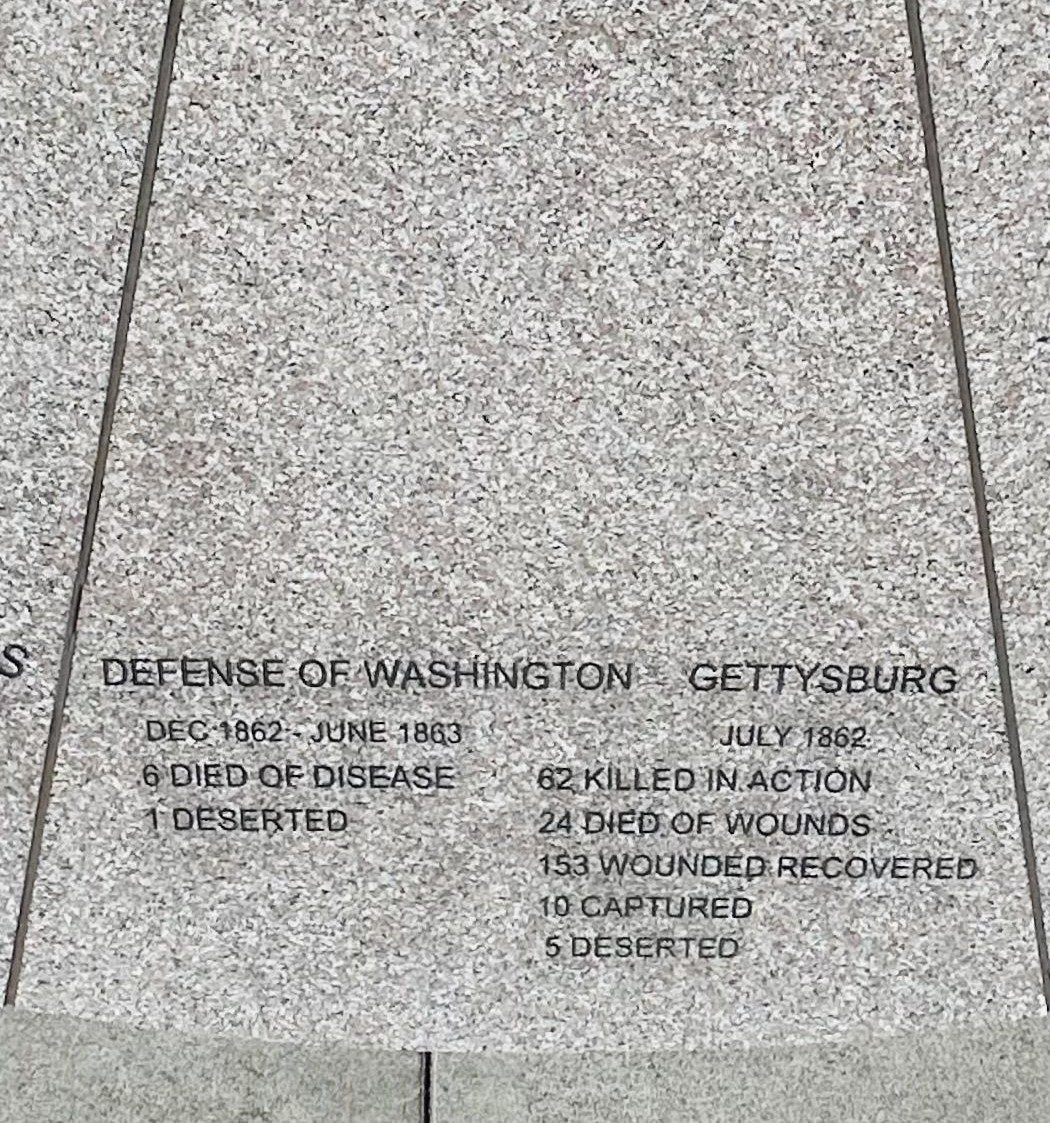 S
DEFENSE OF WASHINGTON
DEC 1862 - JUNE 1863
6 DIED OF DISEASE
1 DESERTED
GETTYSBURG
JULY 1862
62 KILLED IN ACTION
24 DIED OF WOUNDS
153 WOUNDED RECOVERED
10 CAPTURED
5 DESERTED